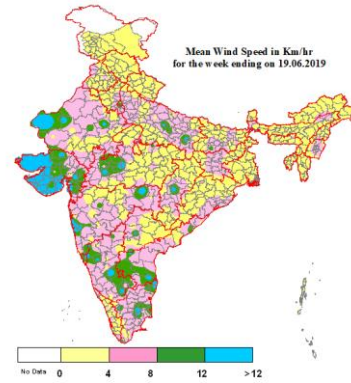 Mean Wind Speed in Km/hr
for the week ending on 19.06.2019
No Data 0 4 8 12 >12